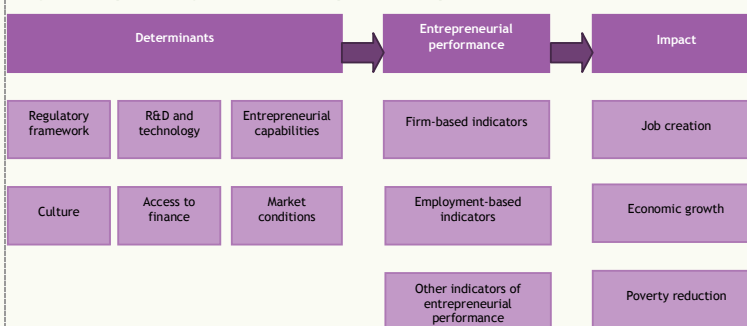 Determinants
Entrepreneurial
performance
Impact
Regulatory
framework
R&D and
technology
Entrepreneurial
capabilities
Firm-based indicators
Job creation
Culture
Access to
finance
Market
conditions
Employment-based
indicators
Economic growth
Other indicators of
entrepreneurial
performance
Poverty reduction